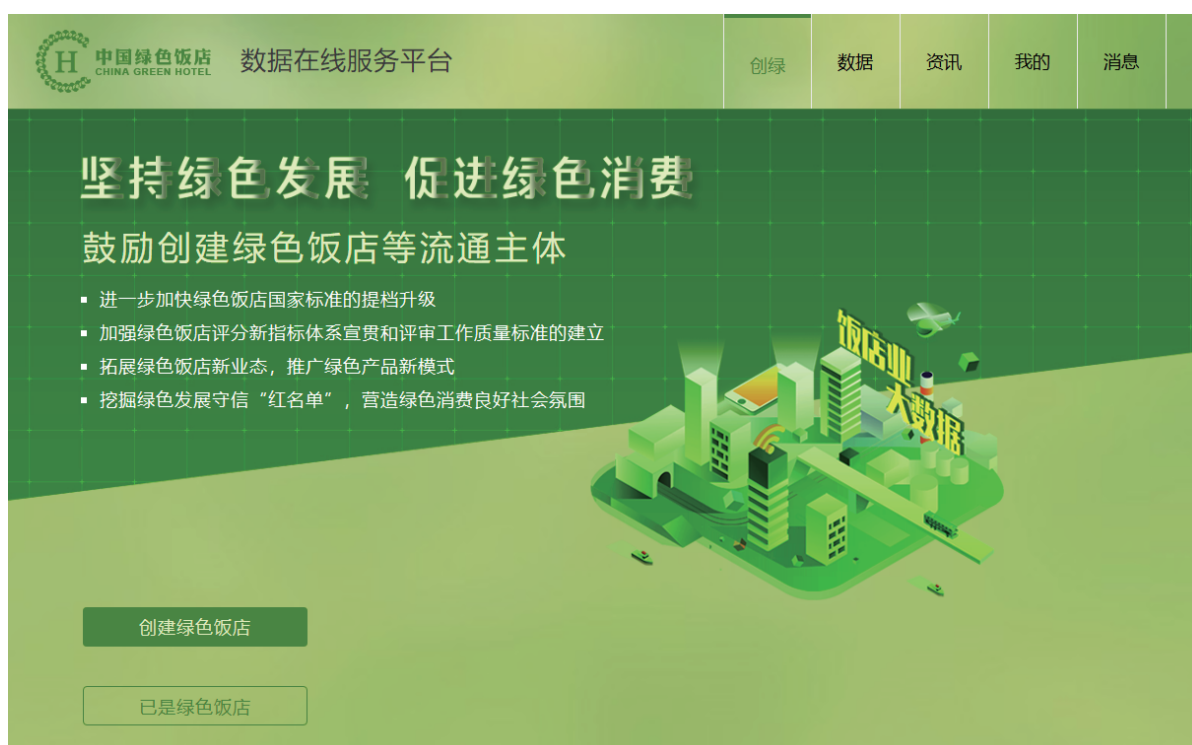 中国绿色饭店
CHINA GREEN HOTEL
数据在线服务平台
创绿
数据
资讯
我的
消息
坚持绿色发展 促进绿色消费
鼓励创建绿色饭店等流通主体
进一步加快绿色饭店国家标准的提档升级
加强绿色饭店评分新指标体系宣贯和评审工作质量标准的建立
拓展绿色饭店新业态，推广绿色产品新模式
挖掘绿色发展守信“红名单”，营造绿色消费良好社会氛围
饭店业
大数据
创建绿色饭店
已是绿色饭店